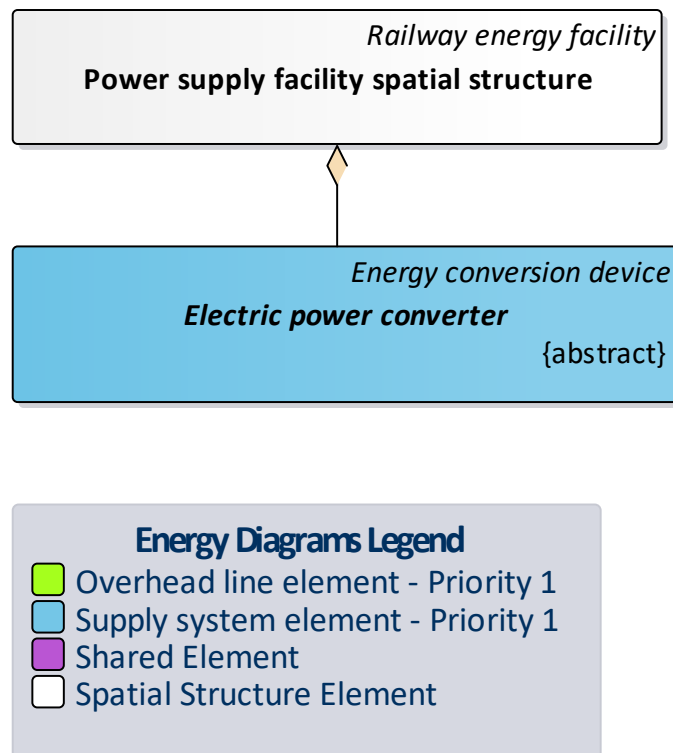 Railway energy facility
Power supply facility spatial structure
Energy conversion device
Electric power converter
{abstract}
Energy Diagrams Legend
Overhead line element - Priority 1
Supply system element - Priority 1
Shared Element
Spatial Structure Element